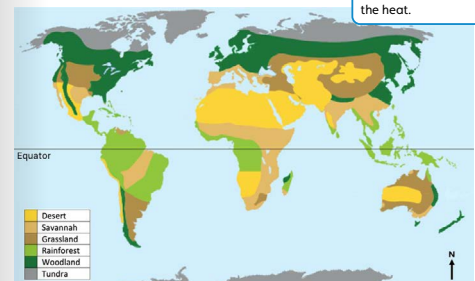 the heat.
Equator
Desert
Savannah
Grassland
Rainforest
Woodland
Tundra
N